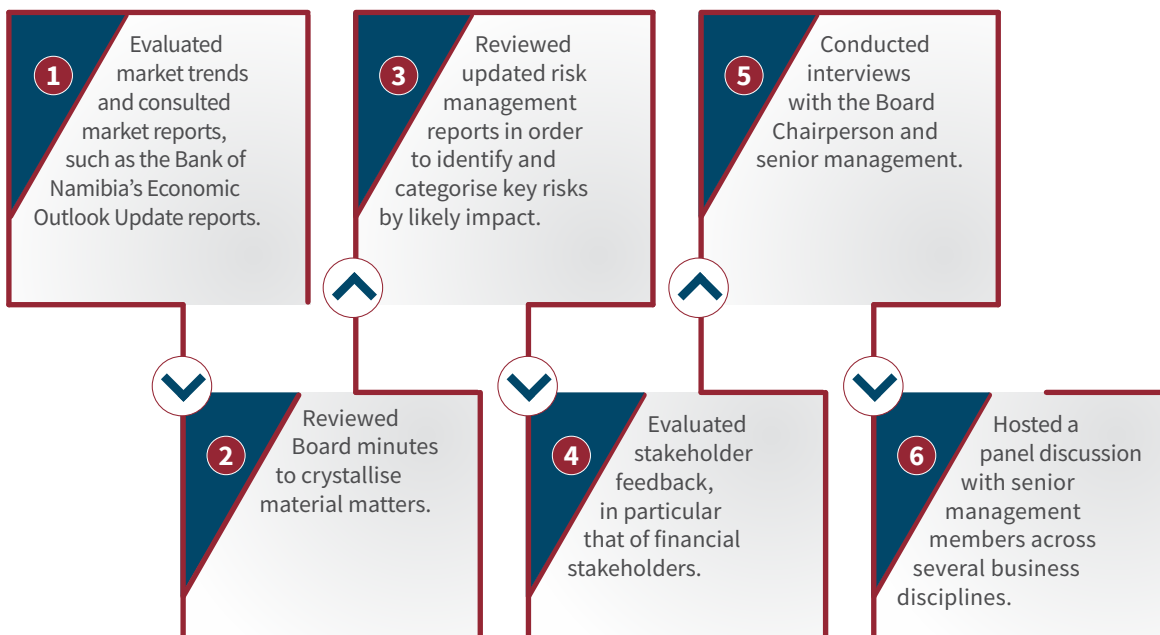 1
Evaluated
market trends
and consulted
market reports,
such as the Bank of
Namibia’s Economic
Outlook Update reports.
2
Reviewed
Board minutes
to crystallise
material matters.
3
Reviewed
updated risk
management
reports in order
to identify and
categorise key risks
by likely impact.
4
Evaluated
stakeholder
feedback,
in particular
that of financial
stakeholders.
5
Conducted
interviews
with the Board
Chairperson and
senior management.
6
Hosted a
panel discussion
with senior
management
members across
several business
disciplines.